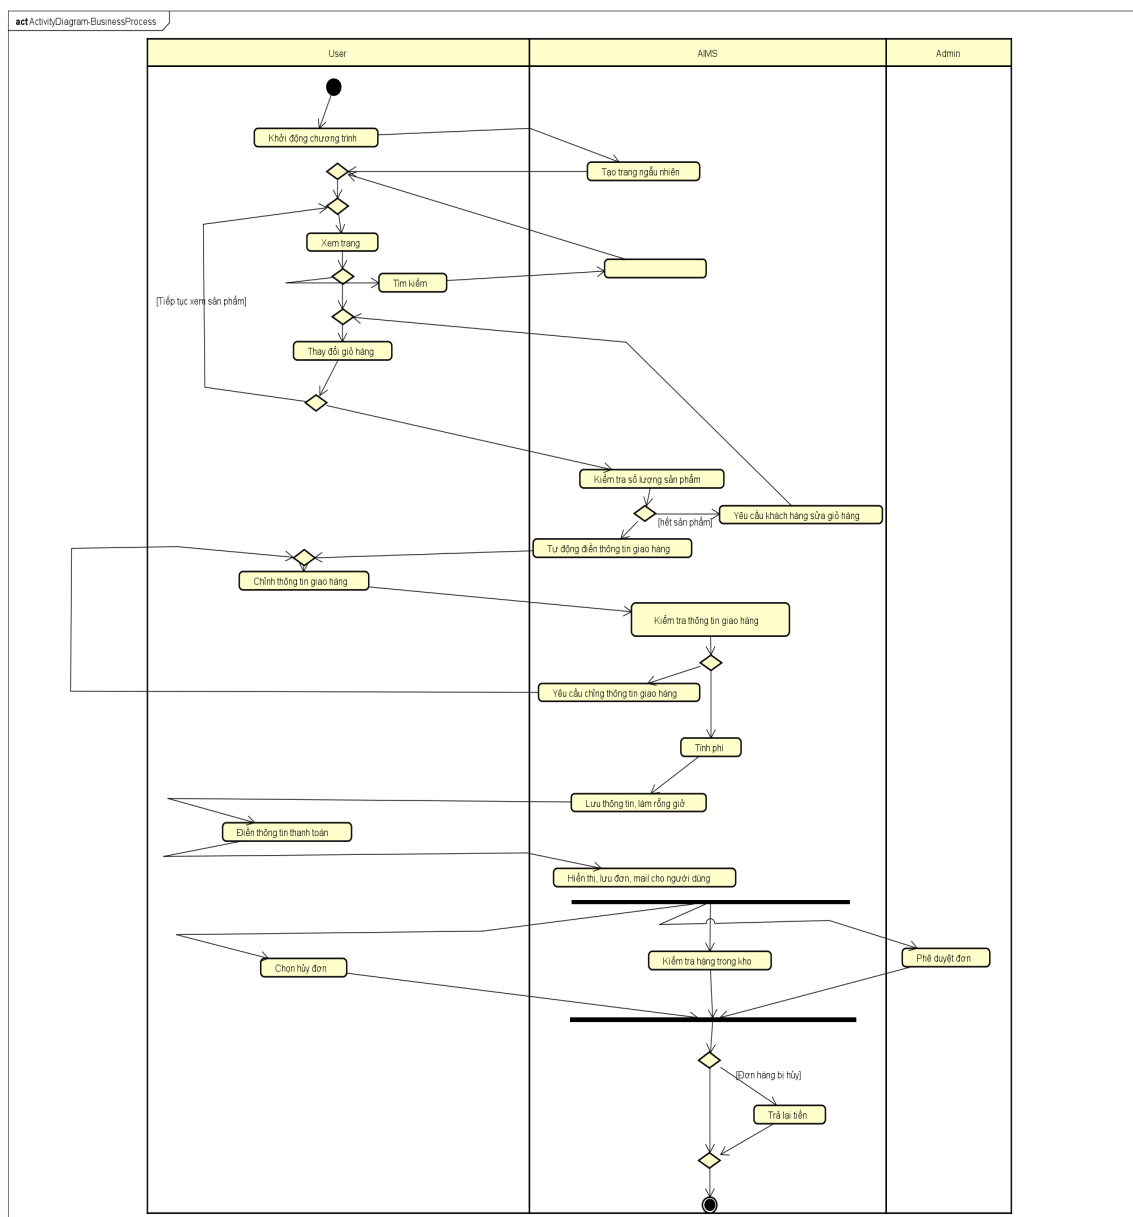 act ActivityDiagram-BusinessProcess
User
AIMS
Admin
Khởi động chương trình
Tạo trang ngẫu nhiên
Xem trang
Tìm kiếm
[Tiếp tục xem sản phẩm]
Thay đổi giỏ hàng
Kiểm tra số lượng sản phẩm
[hết sản phẩm]
Yêu cầu khách hàng sửa giỏ hàng
Tự động điền thông tin giao hàng
Chỉnh thông tin giao hàng
Kiểm tra thông tin giao hàng
Yêu cầu chỉng thông tin giao hàng
Tính phí
Lưu thông tin, làm rỗng giở
Điền thông tin thanh toán
Hiển thị, lưu đơn, mail cho người dùng
Phê duyệt đơn
Kiểm tra hàng trong kho
Chọn hủy đơn
[Đơn hàng bị hủy]
Trả lại tiền